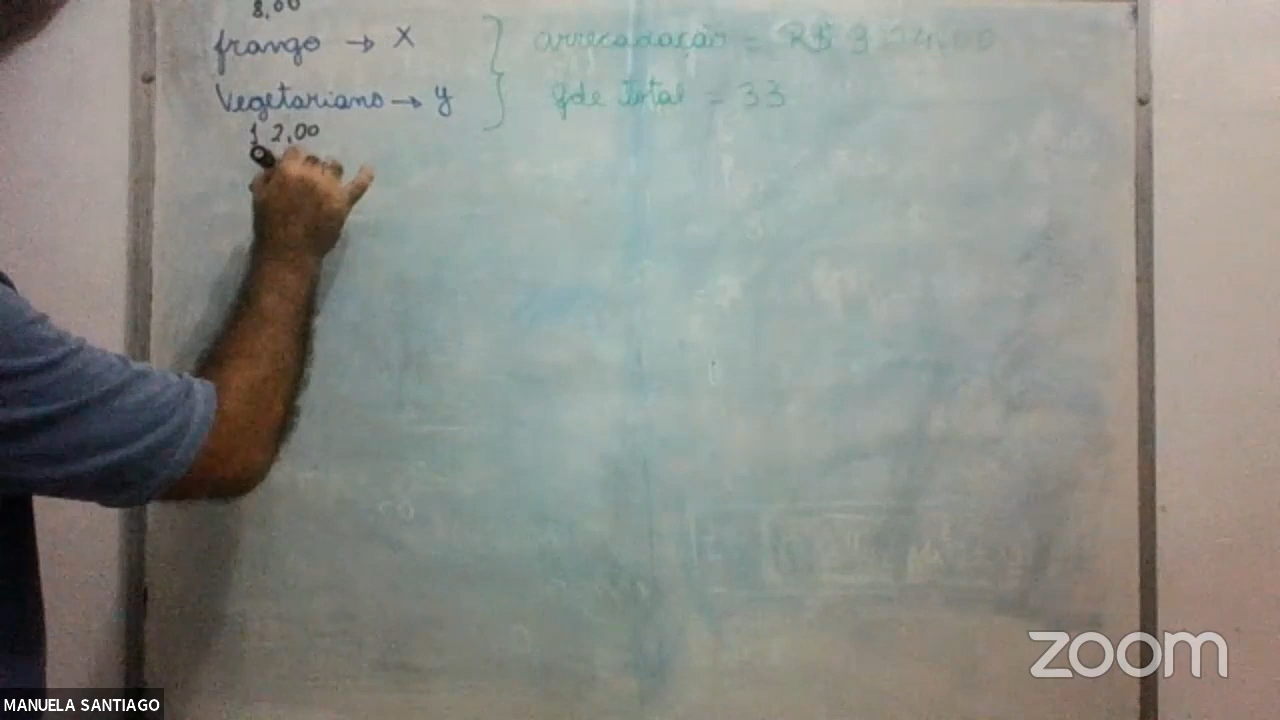 8,00
frango → X
arrecadação = R$
Vegetariano → y
qde total = 33
12,00
zoom
MANUELA SANTIAGO